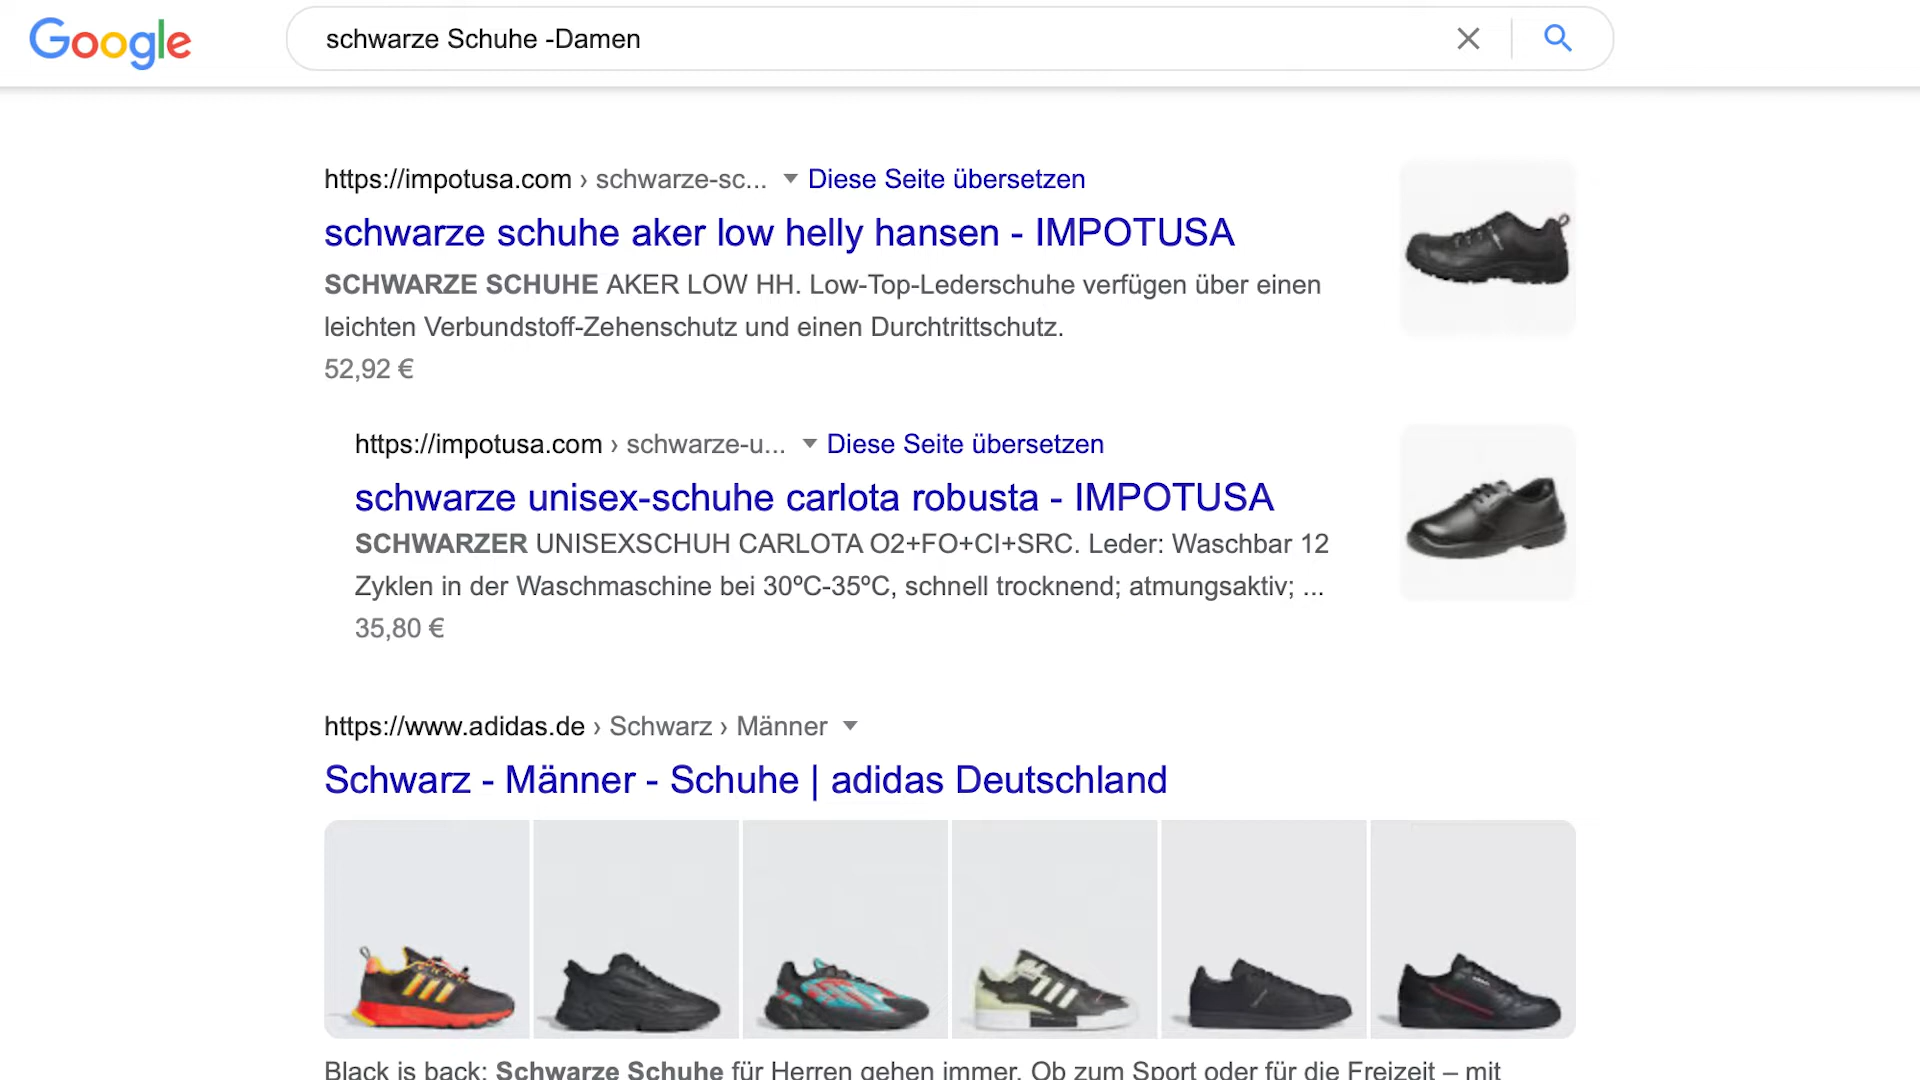 Google
schwarze Schuhe -Damen
https://impotusa.com › schwarze-sc... Diese Seite übersetzen
schwarze schuhe aker low helly hansen - IMPOTUSA
SCHWARZE SCHUHE AKER LOW HH. Low-Top-Lederschuhe verfügen über einen
leichten Verbundstoff-Zehenschutz und einen Durchtrittschutz.
52,92 €
https://impotusa.com › schwarze-u... Diese Seite übersetzen
schwarze unisex-schuhe carlota robusta - IMPOTUSA
SCHWARZER UNISEXSCHUH CARLOTA O2+FO+CI+SRC. Leder: Waschbar 12
Zyklen in der Waschmaschine bei 30ºC-35ºC, schnell trocknend; atmungsaktiv; ...
35,80 €
https://www.adidas.de › Schwarz › Männer
Schwarz - Männer - Schuhe | adidas Deutschland
Black is back: Schwarze Schuhe für Herren gehen immer. Ob zum Sport oder für die Freizeit – mit